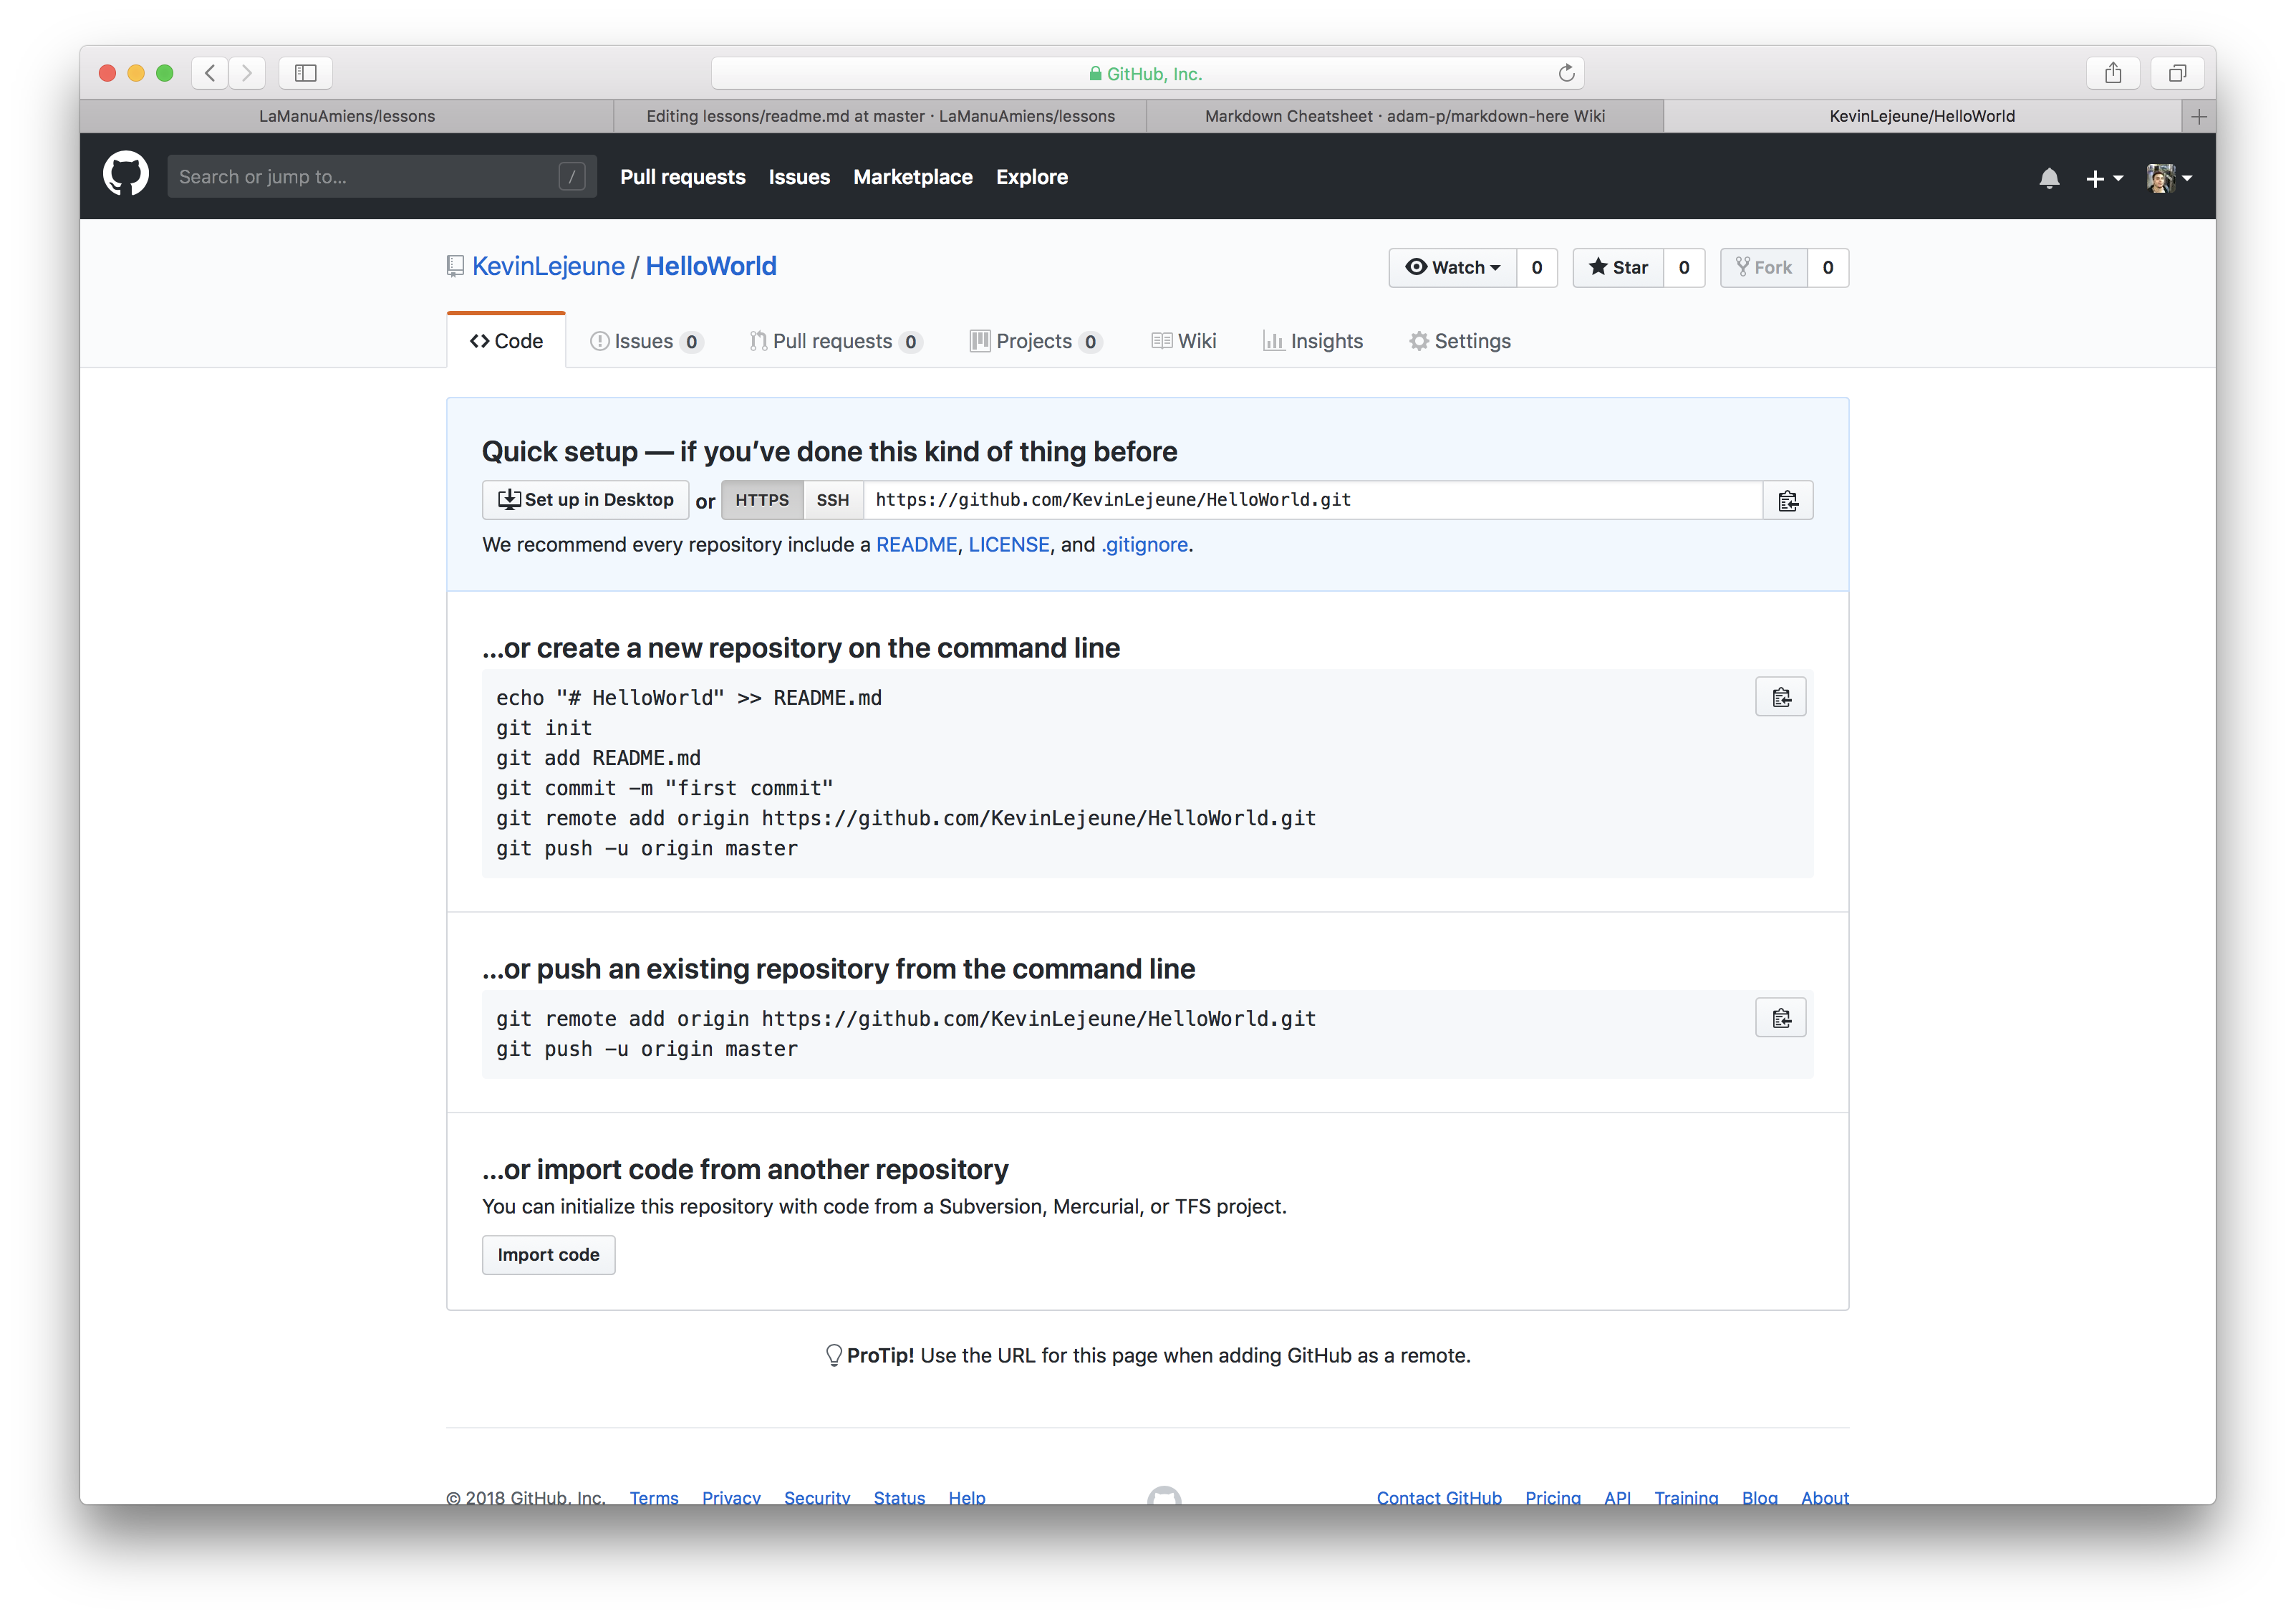 GitHub, Inc.
LaManuAmiens/lessons
Editing lessons/readme.md at master · LaManuAmiens/lessons
Markdown Cheatsheet · adam-p/markdown-here Wiki
KevinLejeune/HelloWorld
Search or jump to... /
Pull requests Issues Marketplace Explore
KevinLejeune / HelloWorld
Watch 0 Star 0 Fork 0
Code Issues 0 Pull requests 0 Projects 0 Wiki Insights Settings
Quick setup — if you’ve done this kind of thing before
Set up in Desktop or HTTPS SSH https://github.com/KevinLejeune/HelloWorld.git
We recommend every repository include a README, LICENSE, and .gitignore.
…or create a new repository on the command line
echo "# HelloWorld" >> README.md
git init
git add README.md
git commit -m "first commit"
git remote add origin https://github.com/KevinLejeune/HelloWorld.git
git push -u origin master
…or push an existing repository from the command line
git remote add origin https://github.com/KevinLejeune/HelloWorld.git
git push -u origin master
…or import code from another repository
You can initialize this repository with code from a Subversion, Mercurial, or TFS project.
Import code
ProTip! Use the URL for this page when adding GitHub as a remote.
© 2018 GitHub, Inc. Terms Privacy Security Status Help Contact GitHub Pricing API Training Blog About